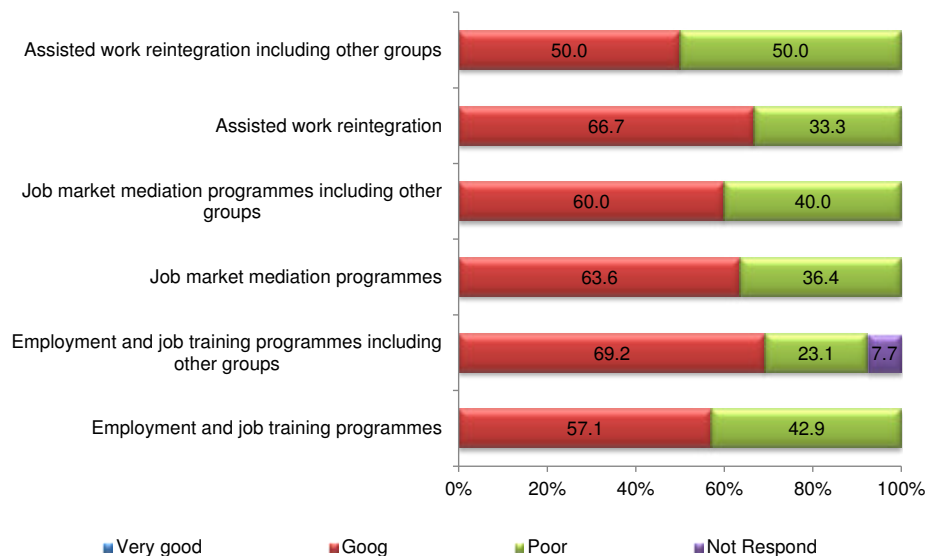 Assisted work reintegration including other groups
50.0
50.0
Assisted work reintegration
66.7
33.3
Job market mediation programmes including other
groups
60.0
40.0
Job market mediation programmes
63.6
36.4
Employment and job training programmes including
other groups
69.2
23.1
7.7
Employment and job training programmes
57.1
42.9
0%
20%
40%
60%
80%
100%
Very good
Goog
Poor
Not Respond